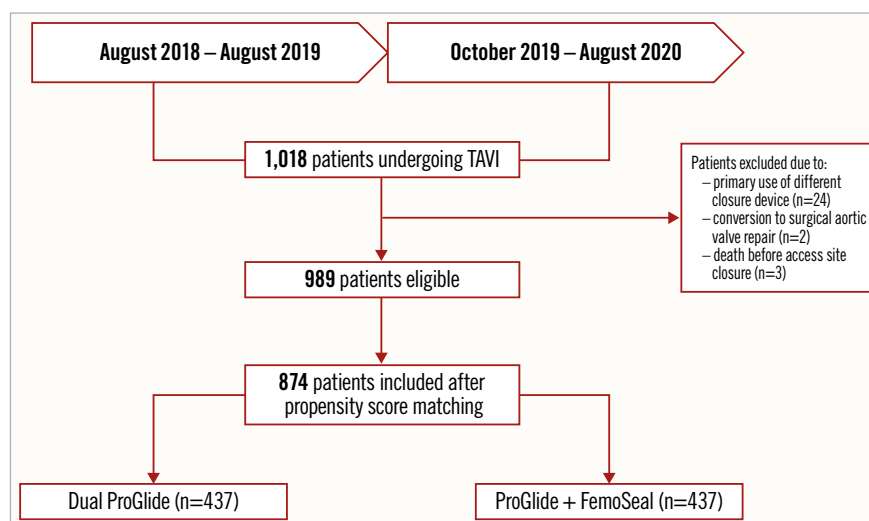 August 2018 – August 2019
October 2019 – August 2020
1,018 patients undergoing TAVI
Patients excluded due to:
– primary use of different
closure device (n=24)
– conversion to surgical aortic
valve repair (n=2)
– death before access site
closure (n=3)
989 patients eligible
874 patients included after
propensity score matching
Dual ProGlide (n=437)
ProGlide + FemoSeal (n=437)